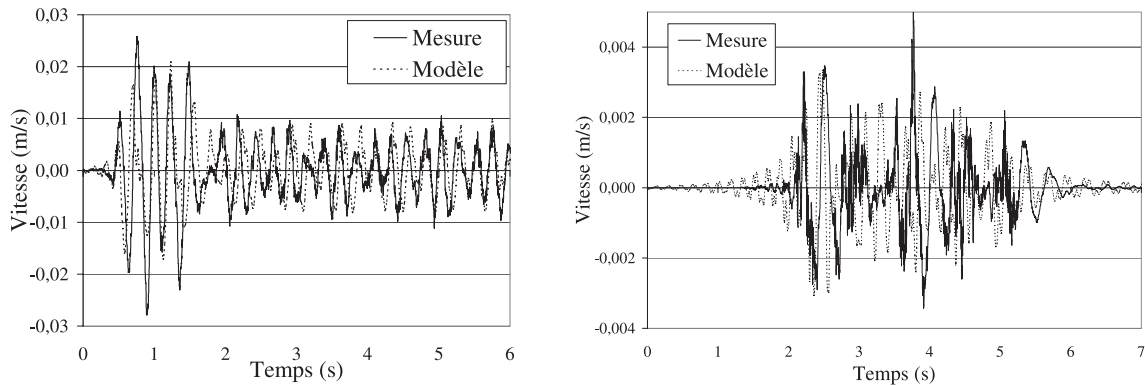 0,03
0,02
0,01
0,00
-0,01
-0,02
-0,03
Vitesse (m/s)
Mesure
Modèle
0 1 2 3 4 5 6
Temps (s)
0,004
0,002
0,000
-0,002
-0,004
Vitesse (m/s)
Mesure
Modèle
0 1 2 3 4 5 6 7
Temps (s)